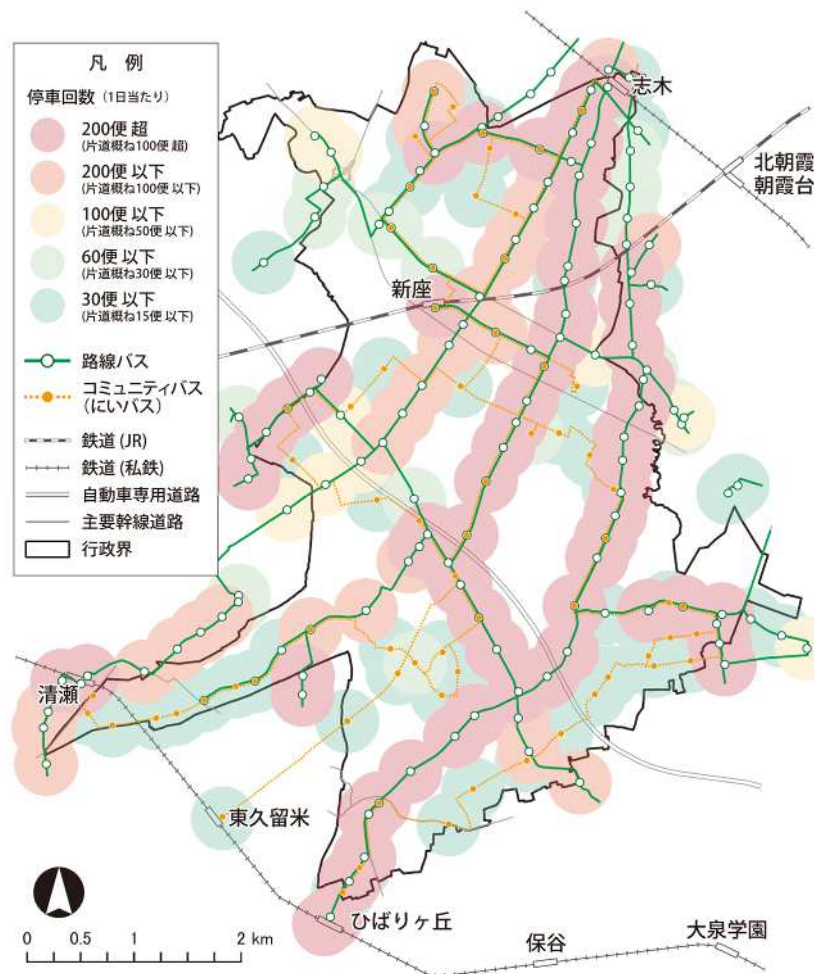 凡 例
停車回数 (1日当たり)
200便 超
(片道概ね100便 超)
200便 以下
(片道概ね100便 以下)
100便 以下
(片道概ね50便 以下)
60便 以下
(片道概ね30便 以下)
30便 以下
(片道概ね15便 以下)
路線バス
コミュニティバス
(にいバス)
鉄道 (JR)
鉄道 (私鉄)
自動車専用道路
主要幹線道路
行政界
志木
北朝霞
朝霞台
新座
清瀬
東久留米
ひばりヶ丘
保谷
大泉学園
0 0.5 1 2 km